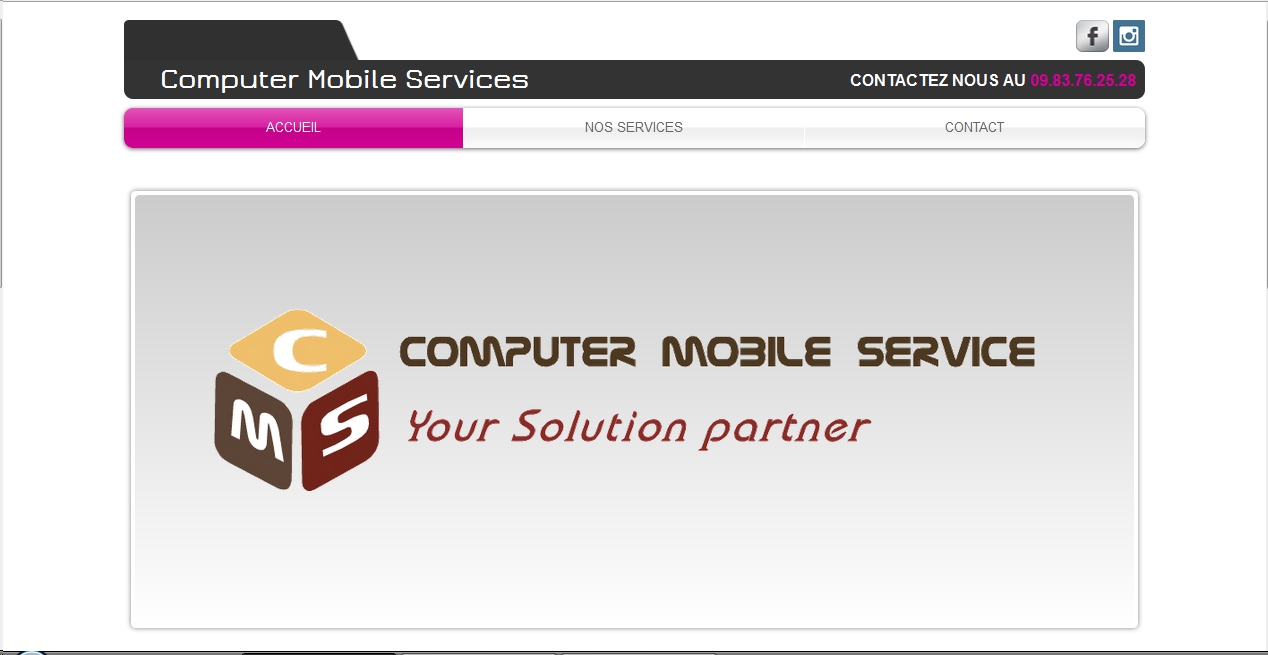 Computer Mobile Services
CONTACTEZ NOUS AU 09.83.76.25.28
ACCUEIL
NOS SERVICES
CONTACT
C
M S
COMPUTER MOBILE SERVICE
Your Solution partner